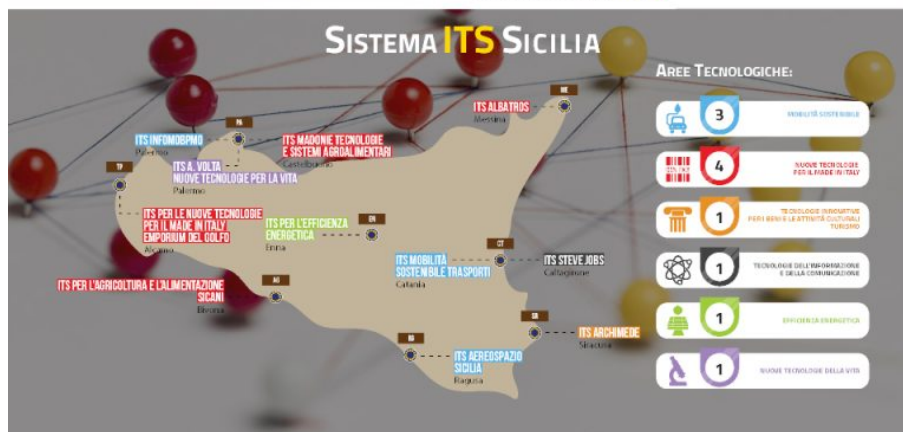 SISTEMA ITS SICILIA
AREE TECNOLOGICHE:
ME
ITS ALBATROS
Messina
PA
ITS INFOMOBPMO
Palermo
ITS MADONIE TECNOLOGIE
E SISTEMI AGROALIMENTARI
Castelbuono
ITS A. VOLTA
NUOVE TECNOLOGIE PER LA VITA
Palermo
TP
ITS PER LE NUOVE TECNOLOGIE
PER IL MADE IN ITALY
EMPORIUM DEL GOLFO
Alcamo
EN
ITS PER L'EFFICIENZA
ENERGETICA
Enna
CT
ITS MOBILITÀ
SOSTENIBILE TRASPORTI
Catania
ITS STEVE JOBS
Caltagirone
ITS PER L'AGRICOLTURA E L'ALIMENTAZIONE
SICANI
Bivona
AG
SR
ITS ARCHIMEDE
Siracusa
RG
ITS AEREOSPAZIO
SICILIA
Ragusa
3
MOBILITÀ SOSTENIBILE
4
NUOVE TECNOLOGIE
PER IL MADE IN ITALY
1
TECNOLOGIE INNOVATIVE
PER I BENI E LE ATTIVITÀ CULTURALI
TURISMO
1
TECNOLOGIE DELL'INFORMAZIONE
E DELLA COMUNICAZIONE
1
EFFICIENZA ENERGETICA
1
NUOVE TECNOLOGIE DELLA VITA